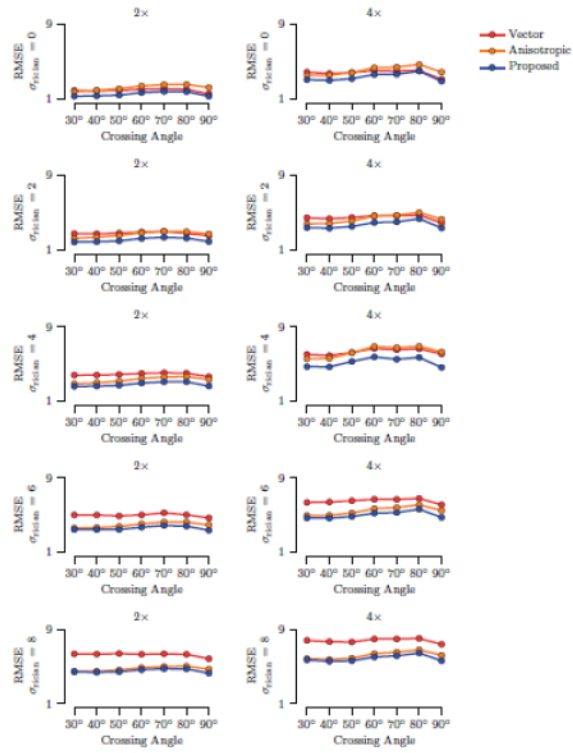 2×
4×
Vector
Anisotropic
Proposed
RMSE
σrician = 0
9
1
30° 40° 50° 60° 70° 80° 90°
Crossing Angle
9
1
30° 40° 50° 60° 70° 80° 90°
Crossing Angle
2×
4×
RMSE
σrician = 2
9
1
30° 40° 50° 60° 70° 80° 90°
Crossing Angle
9
1
30° 40° 50° 60° 70° 80° 90°
Crossing Angle
2×
4×
RMSE
σrician = 4
9
1
30° 40° 50° 60° 70° 80° 90°
Crossing Angle
9
1
30° 40° 50° 60° 70° 80° 90°
Crossing Angle
2×
4×
RMSE
σrician = 6
9
1
30° 40° 50° 60° 70° 80° 90°
Crossing Angle
9
1
30° 40° 50° 60° 70° 80° 90°
Crossing Angle
2×
4×
RMSE
σrician = 8
9
1
30° 40° 50° 60° 70° 80° 90°
Crossing Angle
9
1
30° 40° 50° 60° 70° 80° 90°
Crossing Angle
RMSE
σrician = 0
RMSE
σrician = 2
RMSE
σrician = 4
RMSE
σrician = 6
RMSE
σrician = 8